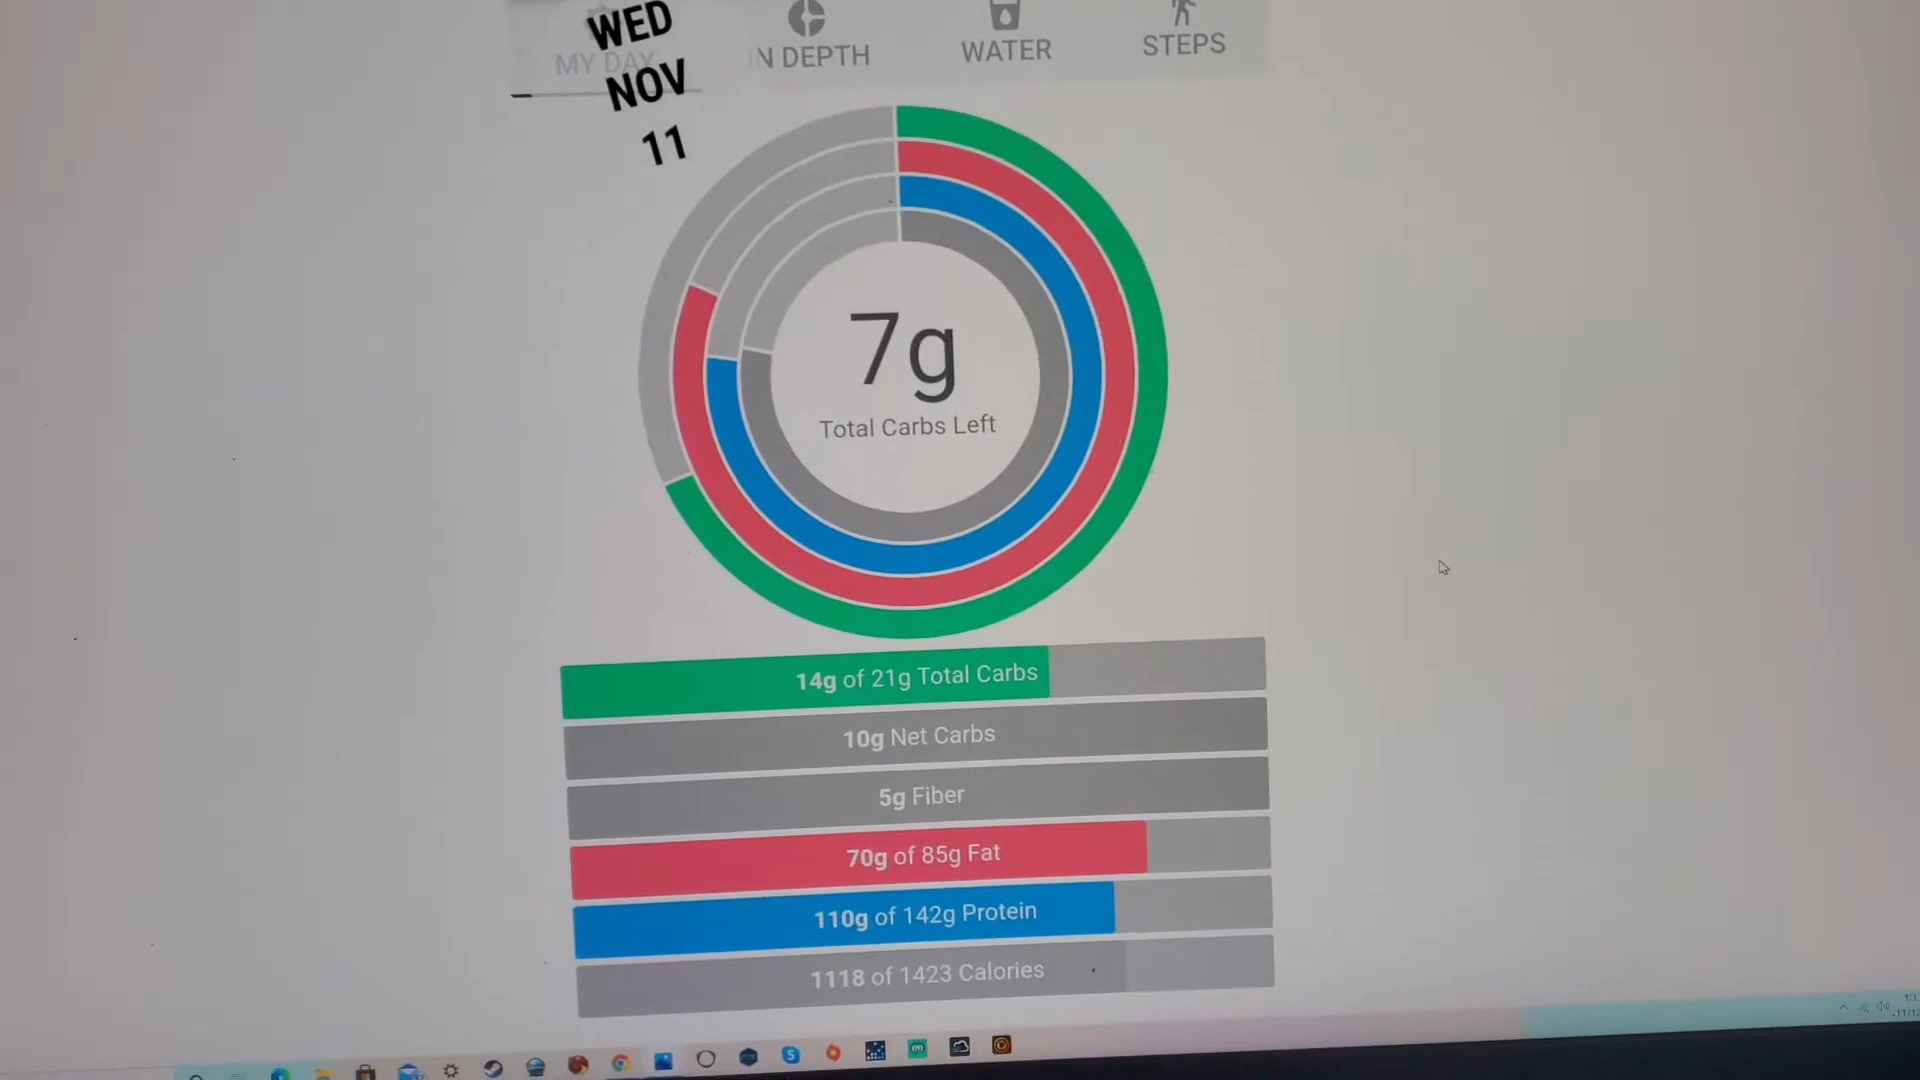 WED
NOV
11
MY DAY
IN DEPTH
WATER
STEPS
7g
Total Carbs Left
14g of 21g Total Carbs
10g Net Carbs
5g Fiber
70g of 85g Fat
110g of 142g Protein
1118 of 1423 Calories